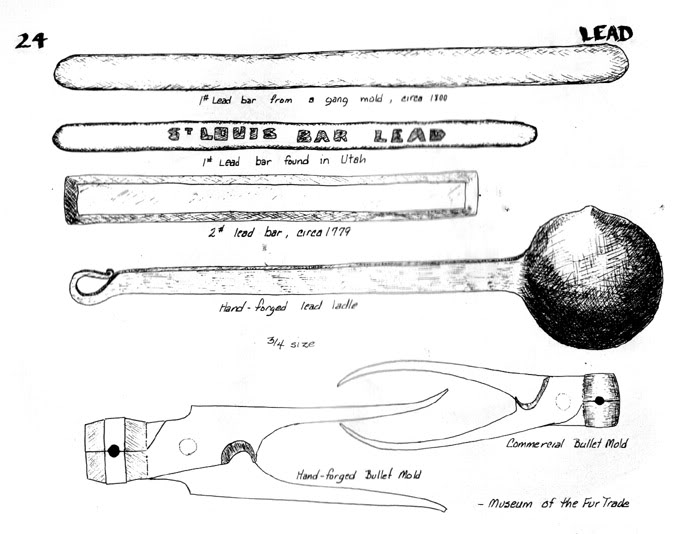 24
LEAD
1# Lead bar from a gang mold, circa 1800
ST LOUIS BAR LEAD
1# Lead bar found in Utah
2# lead bar, circa 1779
Hand-forged lead ladle
3/4 size
Commercial Bullet Mold
Hand-forged Bullet Mold
- Museum of the Fur Trade